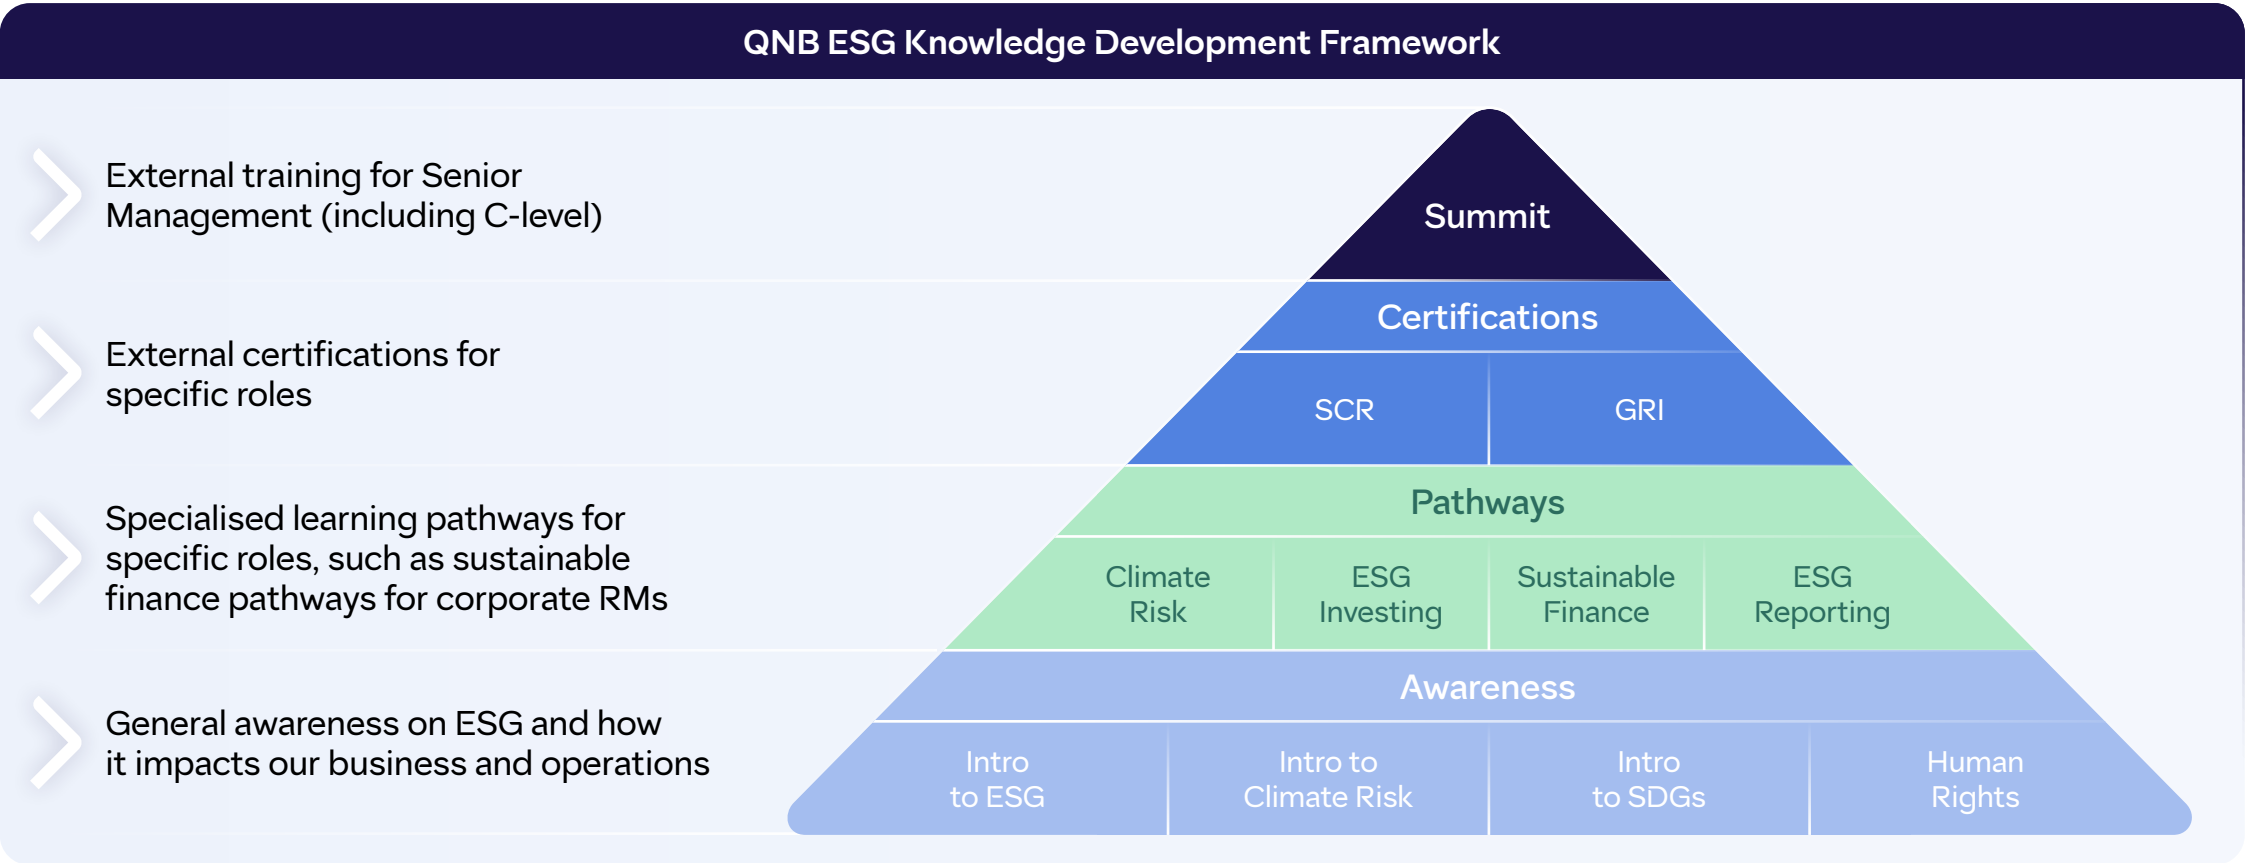 QNB ESG Knowledge Development Framework
External training for Senior
Management (including C-level)
Summit
External certifications for
specific roles
Certifications
SCR
GRI
Specialised learning pathways for
specific roles, such as sustainable
finance pathways for corporate RMs
Pathways
Climate
Risk
ESG
Investing
Sustainable
Finance
ESG
Reporting
General awareness on ESG and how
it impacts our business and operations
Awareness
Intro
to ESG
Intro to
Climate Risk
Intro
to SDGs
Human
Rights